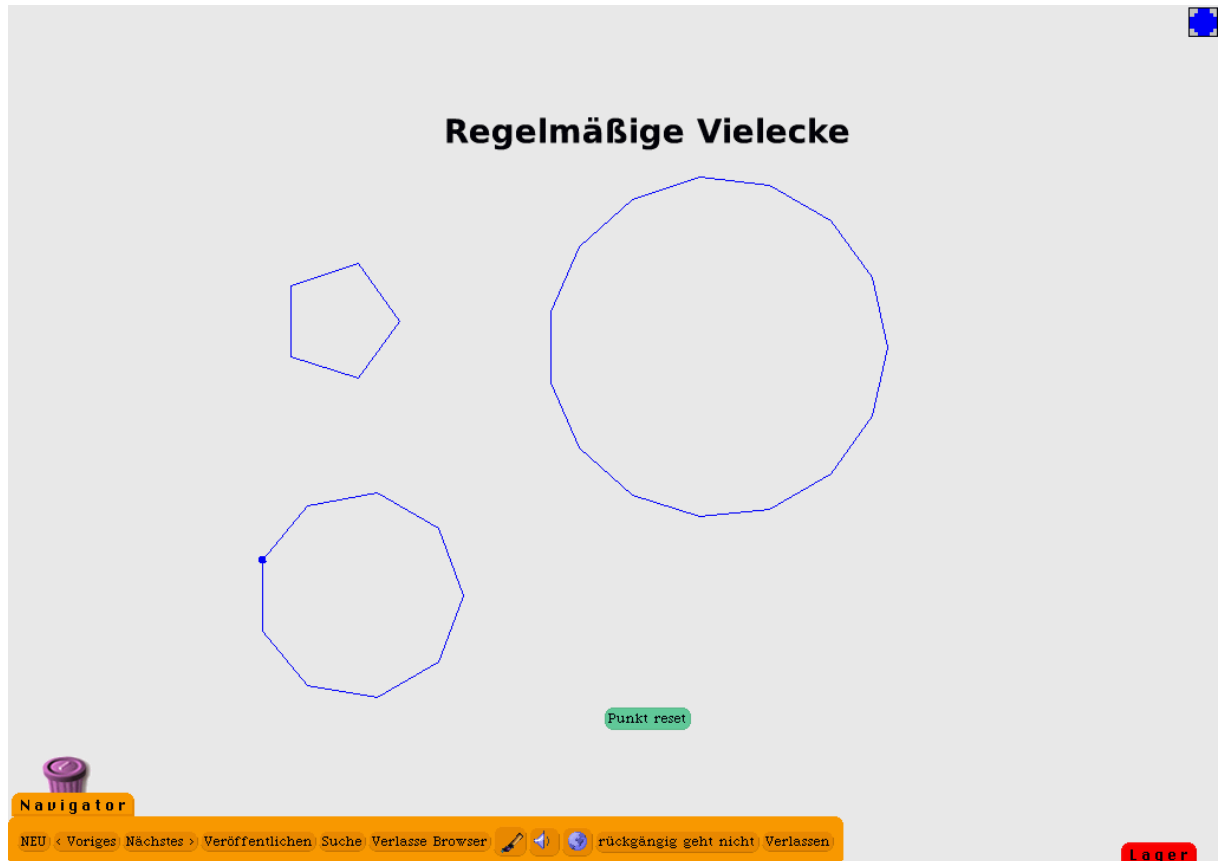 Regelmäßige Vielecke
Punkt reset
Navigator
NEU < Voriges Nächstes > Veröffentlichen Suche Verlasse Browser rückgängig geht nicht Verlassen
Lager